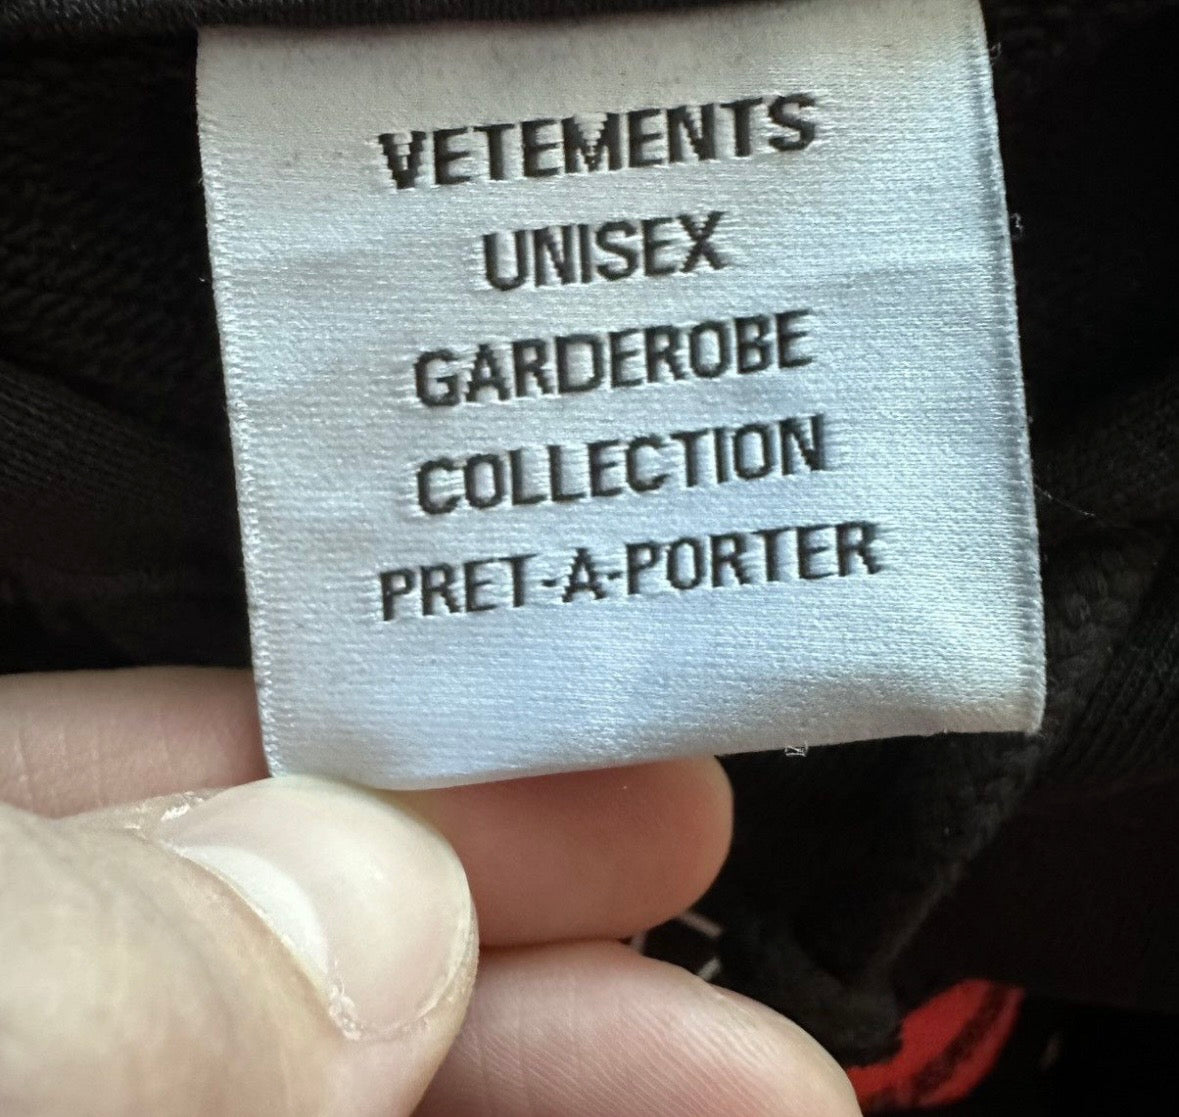 VETEMENTS
UNISEX
GARDEROBE
COLLECTION
PRET-A-PORTER